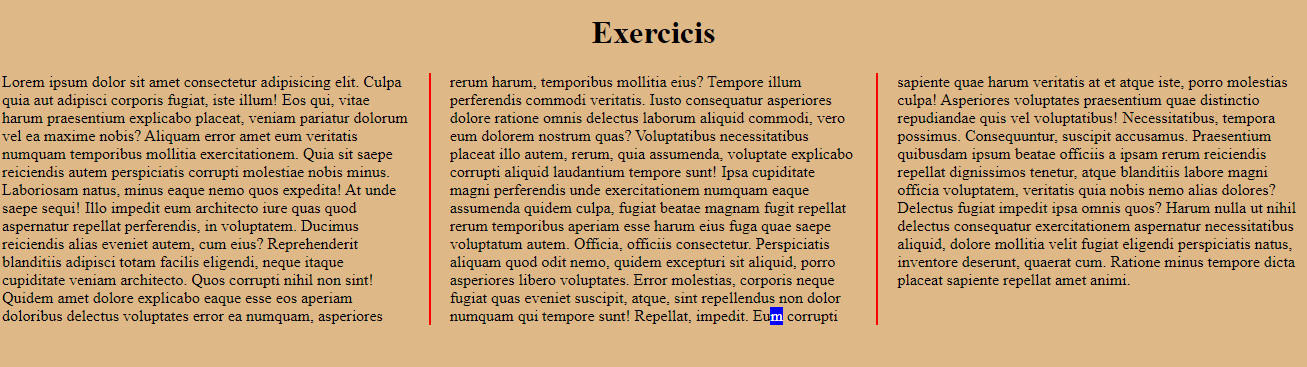 Exercicis
Lorem ipsum dolor sit amet consectetur adipisicing elit. Culpa
quia aut adipisci corporis fugiat, iste illum! Eos qui, vitae
harum praesentium explicabo placeat, veniam pariatur dolorum
vel ea maxime nobis? Aliquam error amet eum veritatis
numquam temporibus mollitia exercitationem. Quia sit saepe
reiciendis autem perspiciatis corrupti molestiae nobis minus.
Laboriosam natus, minus eaque nemo quos expedita! At unde
saepe sequi! Illo impedit eum architecto iure quas quod
aspernatur repellat perferendis, in voluptatem. Ducimus
reiciendis alias eveniet autem, cum eius? Reprehenderit
blanditiis adipisci totam facilis eligendi, neque itaque
cupiditate veniam architecto. Quos corrupti nihil non sint!
Quidem amet dolore explicabo eaque esse eos aperiam
doloribus delectus voluptates error ea numquam, asperiores
rerum harum, temporibus mollitia eius? Tempore illum
perferendis commodi veritatis. Iusto consequatur asperiores
dolore ratione omnis delectus laborum aliquid commodi, vero
eum dolorem nostrum quas? Voluptatibus necessitatibus
placeat illo autem, rerum, quia assumenda, voluptate explicabo
corrupti aliquid laudantium tempore sunt! Ipsa cupiditate
magni perferendis unde exercitationem numquam eaque
assumenda quidem culpa, fugiat beatae magnam fugit repellat
rerum temporibus aperiam esse harum eius fuga quae saepe
voluptatum autem. Officia, officiis consectetur. Perspiciatis
aliquam quod odit nemo, quidem excepturi sit aliquid, porro
asperiores libero voluptates. Error molestias, corporis neque
fugiat quas eveniet suscipit, atque, sint repellendus non dolor
numquam qui tempore sunt! Repellat, impedit. Eum corrupti
sapiente quae harum veritatis at et atque iste, porro molestias
culpa! Asperiores voluptates praesentium quae distinctio
repudiandae quis vel voluptatibus! Necessitatibus, tempora
possimus. Consequuntur, suscipit accusamus. Praesentium
quibusdam ipsum beatae officiis a ipsam rerum reiciendis
repellat dignissimos tenetur, atque blanditiis labore magni
officia voluptatem, veritatis quia nobis nemo alias dolores?
Delectus fugiat impedit ipsa omnis quos? Harum nulla ut nihil
delectus consequatur exercitationem aspernatur necessitatibus
aliquid, dolore mollitia velit fugiat eligendi perspiciatis natus,
inventore deserunt, quaerat cum. Ratione minus tempore dicta
placeat sapiente repellat amet animi.